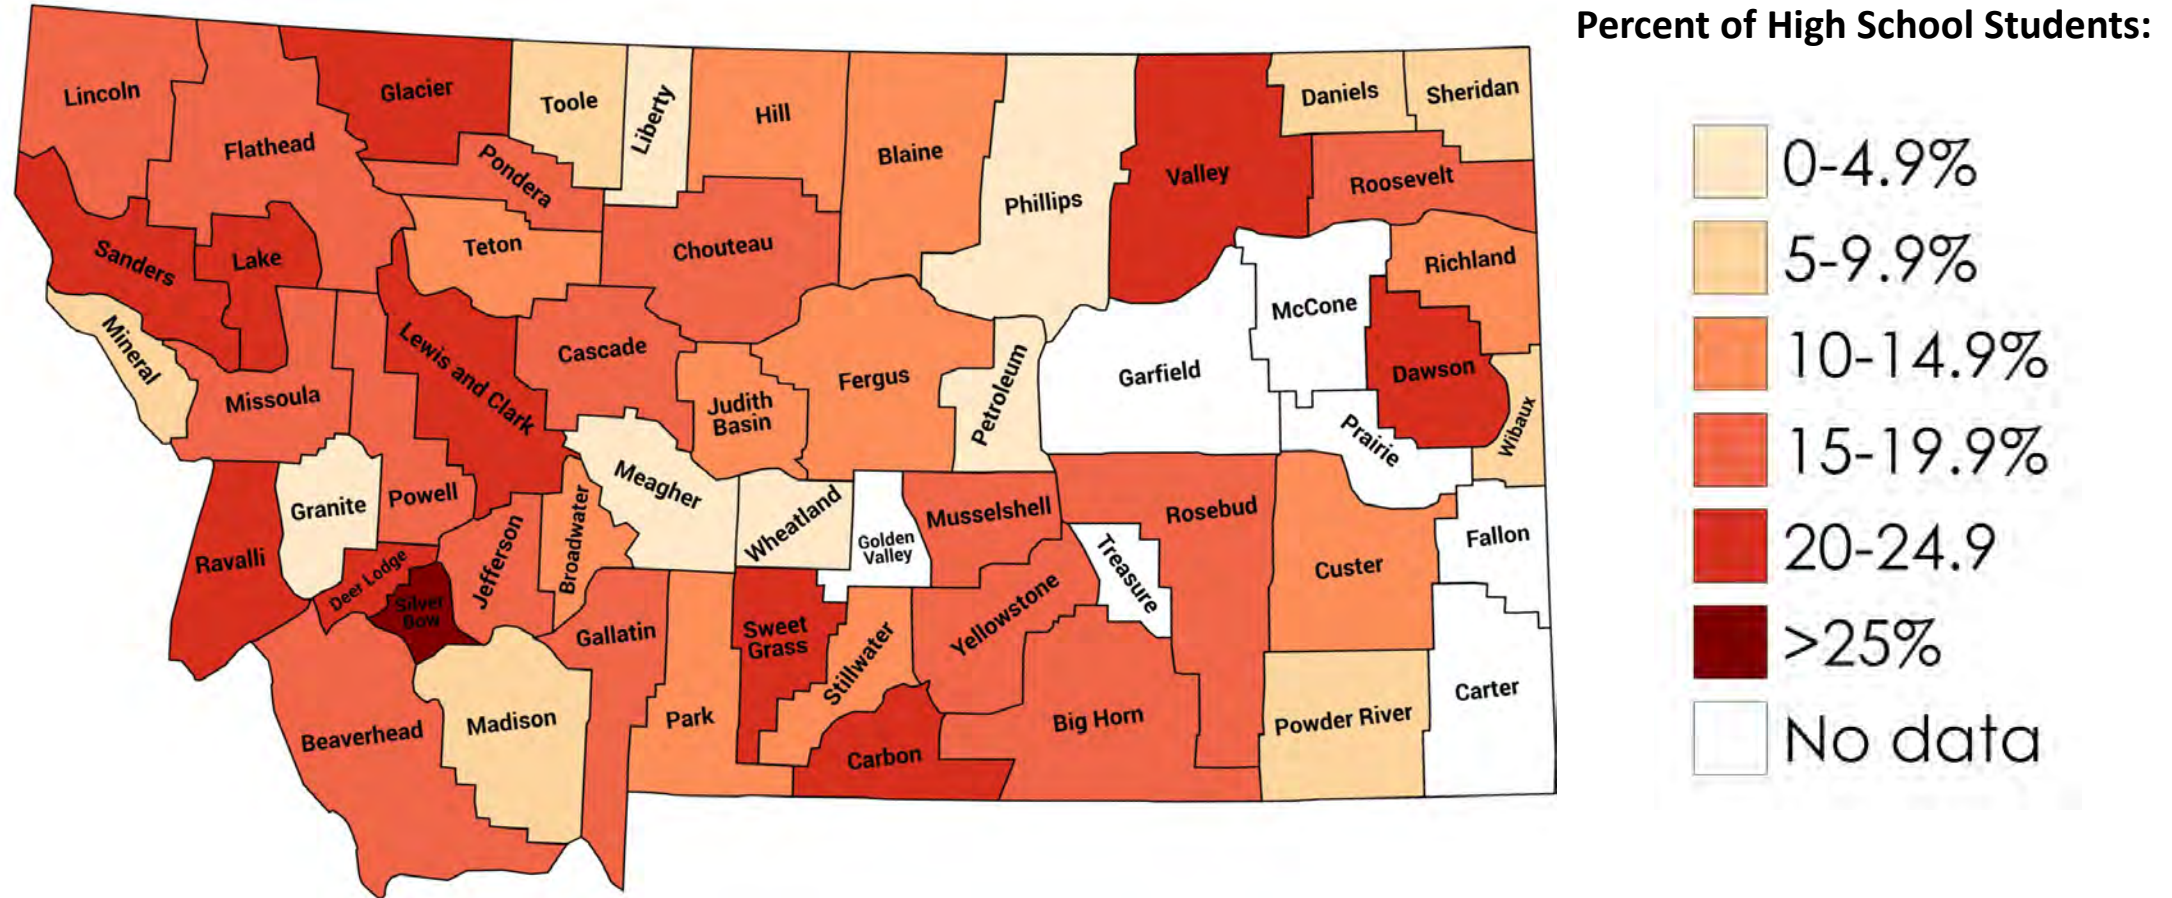 Percent of High School Students:
0-4.9%
5-9.9%
10-14.9%
15-19.9%
20-24.9
>25%
No data
Lincoln
Flathead
Glacier
Toole
Liberty
Hill
Blaine
Phillips
Valley
Daniels
Sheridan
Roosevelt
Pondera
Teton
Chouteau
Sanders
Lake
Richland
McCone
Mineral
Missoula
Lewis and Clark
Cascade
Judith
Basin
Fergus
Petroleum
Garfield
Dawson
Wibaux
Prairie
Granite
Powell
Meagher
Wheatland
Golden
Valley
Musselshell
Rosebud
Treasure
Custer
Fallon
Ravalli
Deer Lodge
Silver
Bow
Jefferson
Broadwater
Gallatin
Park
Sweet
Grass
Stillwater
Yellowstone
Big Horn
Carbon
Powder River
Carter
Beaverhead
Madison